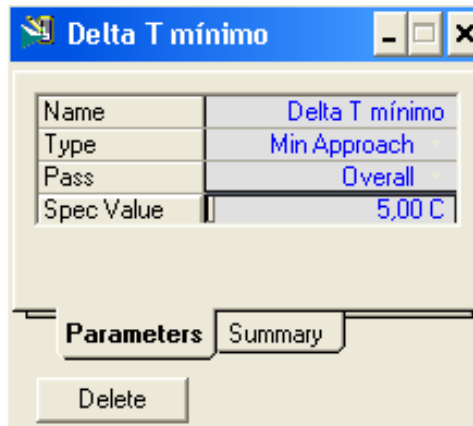 Delta T mínimo
Name Delta T mínimo
Type Min Approach
Pass Overall
Spec Value 5,00 C
Parameters Summary
Delete